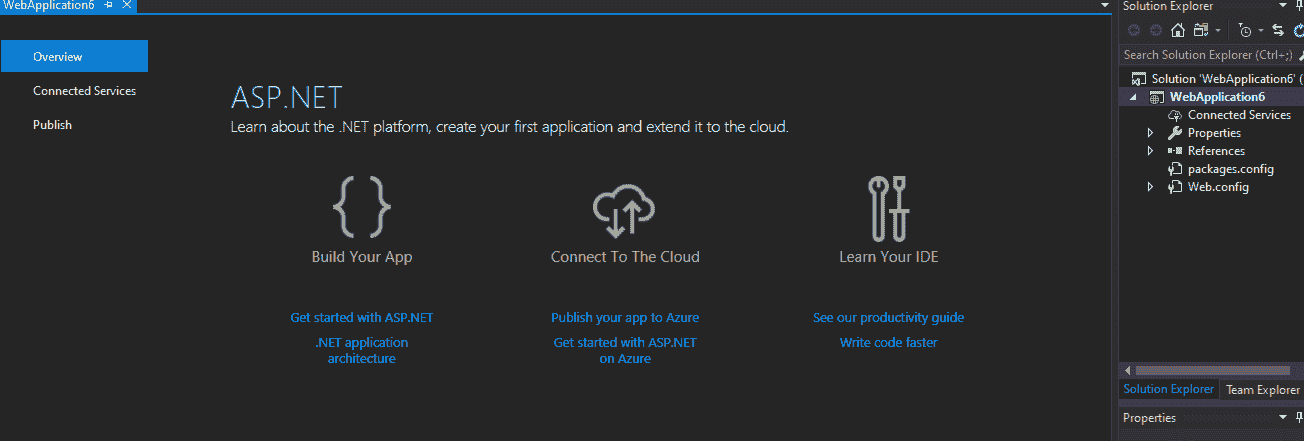 WebApplication6
Overview
Connected Services
Publish
ASP.NET
Learn about the .NET platform, create your first application and extend it to the cloud.
Build Your App
Get started with ASP.NET
.NET application
architecture
Connect To The Cloud
Publish your app to Azure
Get started with ASP.NET
on Azure
Learn Your IDE
See our productivity guide
Write code faster
Solution Explorer
Search Solution Explorer (Ctrl+;)
Solution 'WebApplication6' (
WebApplication6
Connected Services
Properties
References
packages.config
Web.config
Solution Explorer
Team Explorer
Properties